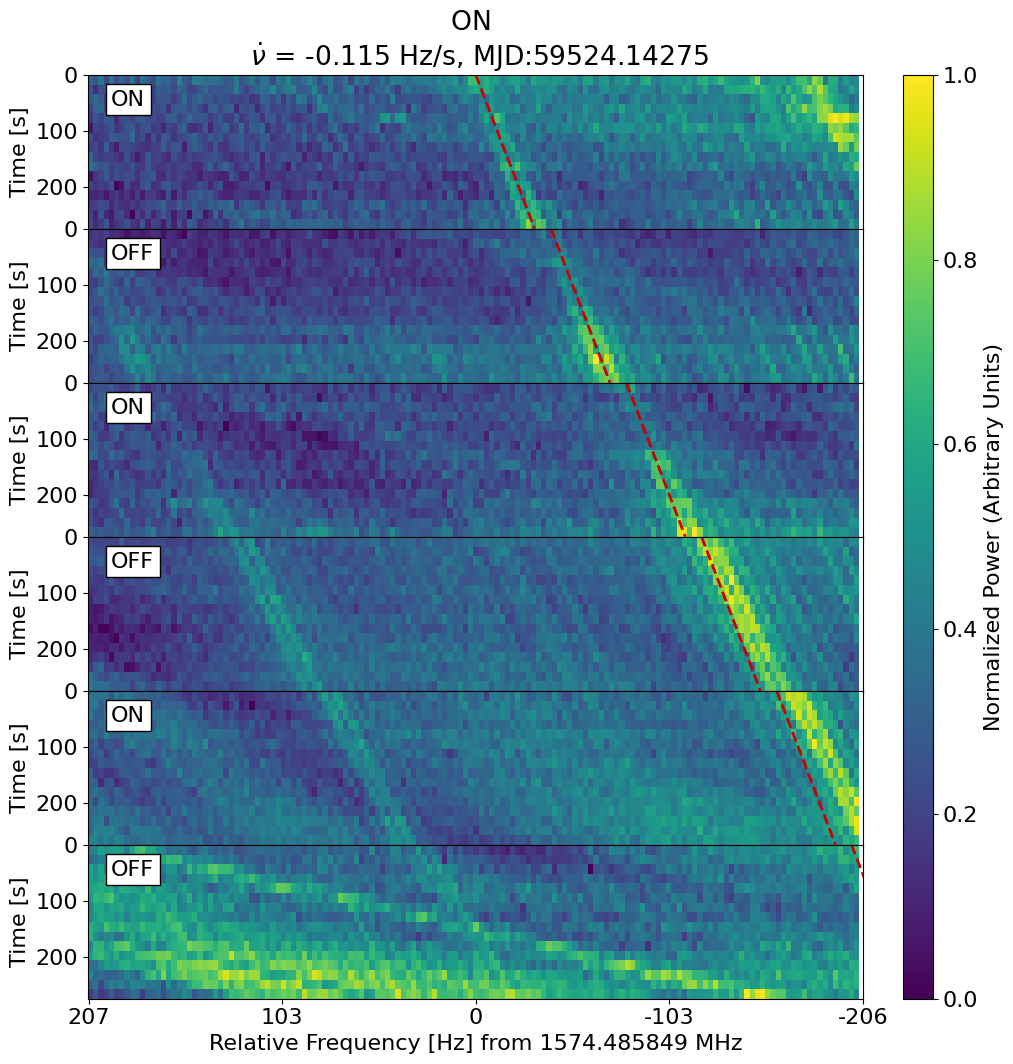 ON
ν̇ = -0.115 Hz/s, MJD:59524.14275
0
ON
100
Time [s]
200
0
OFF
100
Time [s]
200
0
ON
100
Time [s]
200
0
OFF
100
Time [s]
200
0
ON
100
Time [s]
200
0
OFF
100
Time [s]
200
207 103 0 -103 -206
Relative Frequency [Hz] from 1574.485849 MHz
1.0
0.8
0.6
0.4
0.2
0.0
Normalized Power (Arbitrary Units)